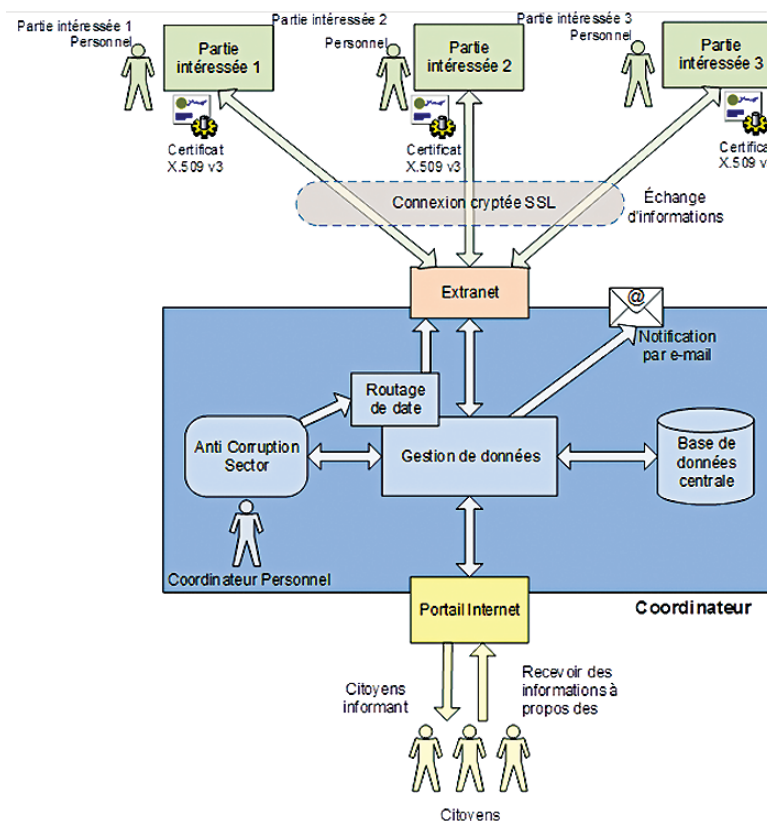 Partie intéressée 1
Personnel
Partie
intéressée 1
Certificat
X.509 v3
Partie intéressée 2
Personnel
Partie
intéressée 2
Certificat
X.509 v3
Partie intéressée 3
Personnel
Partie
intéressée 3
Certificat
X.509 v
Connexion cryptée SSL
Échange
d'informations
Extranet
@
Notification
par e-mail
Routage
de date
Anti Corruption
Sector
Gestion de données
Base de
données
centrale
Coordinateur Personnel
Portail Internet
Coordinateur
Citoyens
informant
Recevoir des
informations à
propos des
Citoyens